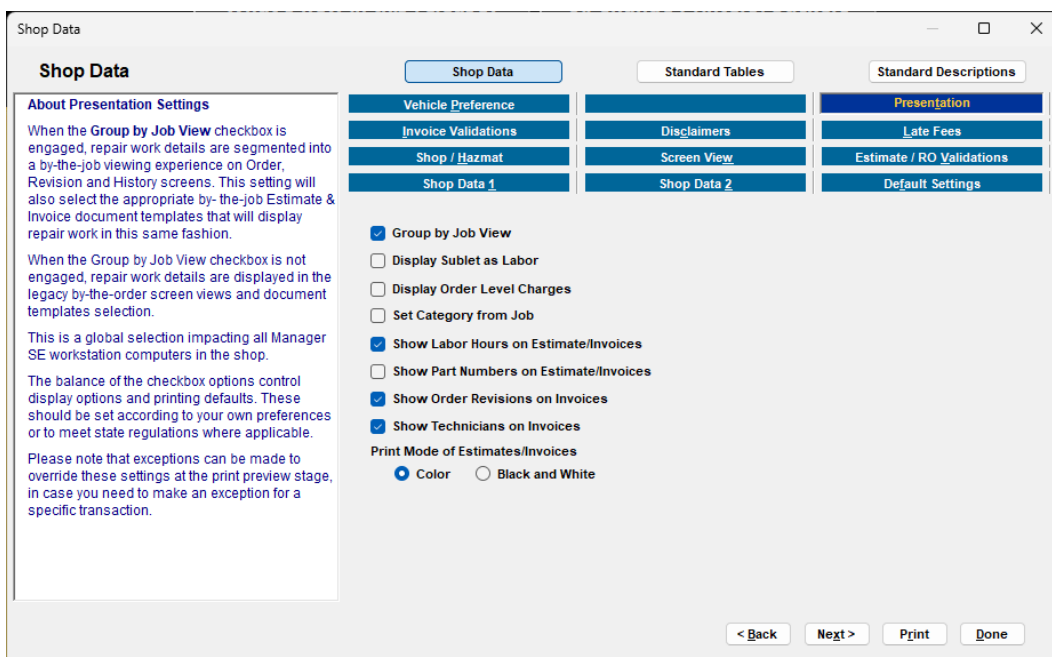 Shop Data
Shop Data
Shop Data
Standard Tables
Standard Descriptions
About Presentation Settings
When the Group by Job View checkbox is
engaged, repair work details are segmented into
a by-the-job viewing experience on Order,
Revision and History screens. This setting will
also select the appropriate by- the-job Estimate &
Invoice document templates that will display
repair work in this same fashion.
When the Group by Job View checkbox is not
engaged, repair work details are displayed in the
legacy by-the-order screen views and document
templates selection.
This is a global selection impacting all Manager
SE workstation computers in the shop.
The balance of the checkbox options control
display options and printing defaults. These
should be set according to your own preferences
or to meet state regulations where applicable.
Please note that exceptions can be made to
override these settings at the print preview stage,
in case you need to make an exception for a
specific transaction.
Vehicle Preference
Presentation
Invoice Validations
Disclaimers
Late Fees
Shop / Hazmat
Screen View
Estimate / RO Validations
Shop Data 1
Shop Data 2
Default Settings
Group by Job View
Display Sublet as Labor
Display Order Level Charges
Set Category from Job
Show Labor Hours on Estimate/Invoices
Show Part Numbers on Estimate/Invoices
Show Order Revisions on Invoices
Show Technicians on Invoices
Print Mode of Estimates/Invoices
Color
Black and White
< Back
Next >
Print
Done